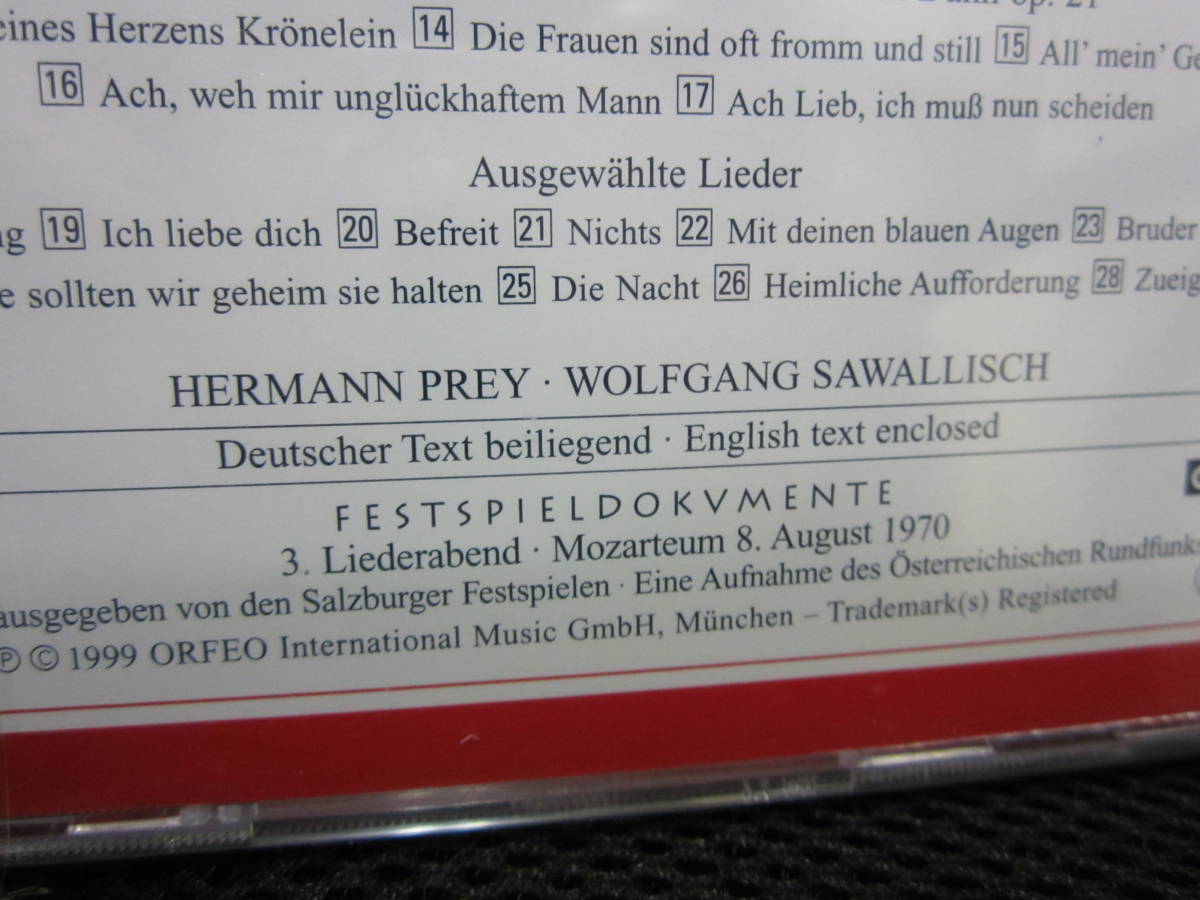 op. 21
eines Herzens Krönelein 14 Die Frauen sind oft fromm und still 15 All' mein' Ge
16 Ach, weh mir unglückhaftem Mann 17 Ach Lieb, ich muß nun scheiden
Ausgewählte Lieder
ng 19 Ich liebe dich 20 Befreit 21 Nichts 22 Mit deinen blauen Augen 23 Bruder
e sollten wir geheim sie halten 25 Die Nacht 26 Heimliche Aufforderung 28 Zueig
HERMANN PREY · WOLFGANG SAWALLISCH
Deutscher Text beiliegend · English text enclosed
FESTSPIELDOKVMENTE
3. Liederabend · Mozarteum 8. August 1970
ausgegeben von den Salzburger Festspielen · Eine Aufnahme des Österreichischen Rundfunks
℗ © 1999 ORFEO International Music GmbH, München – Trademark(s) Registered